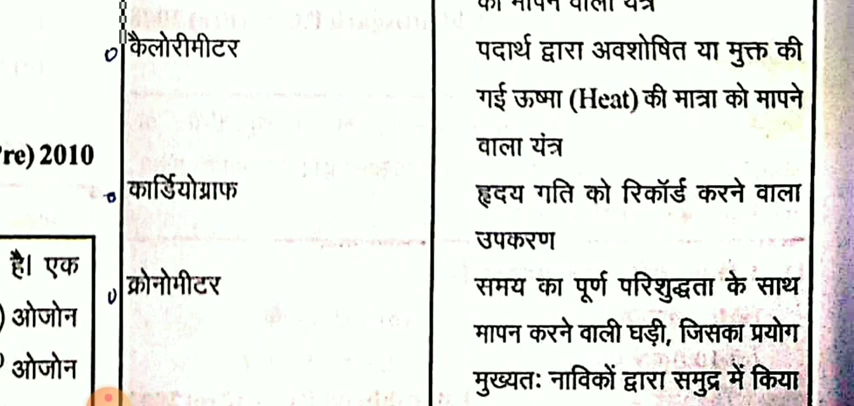 को मापने वाला यंत्र
कैलोरीमीटर
पदार्थ द्वारा अवशोषित या मुक्त की
गई ऊष्मा (Heat) की मात्रा को मापने
वाला यंत्र
re) 2010
कार्डियोग्राफ
हृदय गति को रिकॉर्ड करने वाला
उपकरण
है। एक
) ओजोन
ओजोन
क्रोनोमीटर
समय का पूर्ण परिशुद्धता के साथ
मापन करने वाली घड़ी, जिसका प्रयोग
मुख्यतः नाविकों द्वारा समुद्र में किया